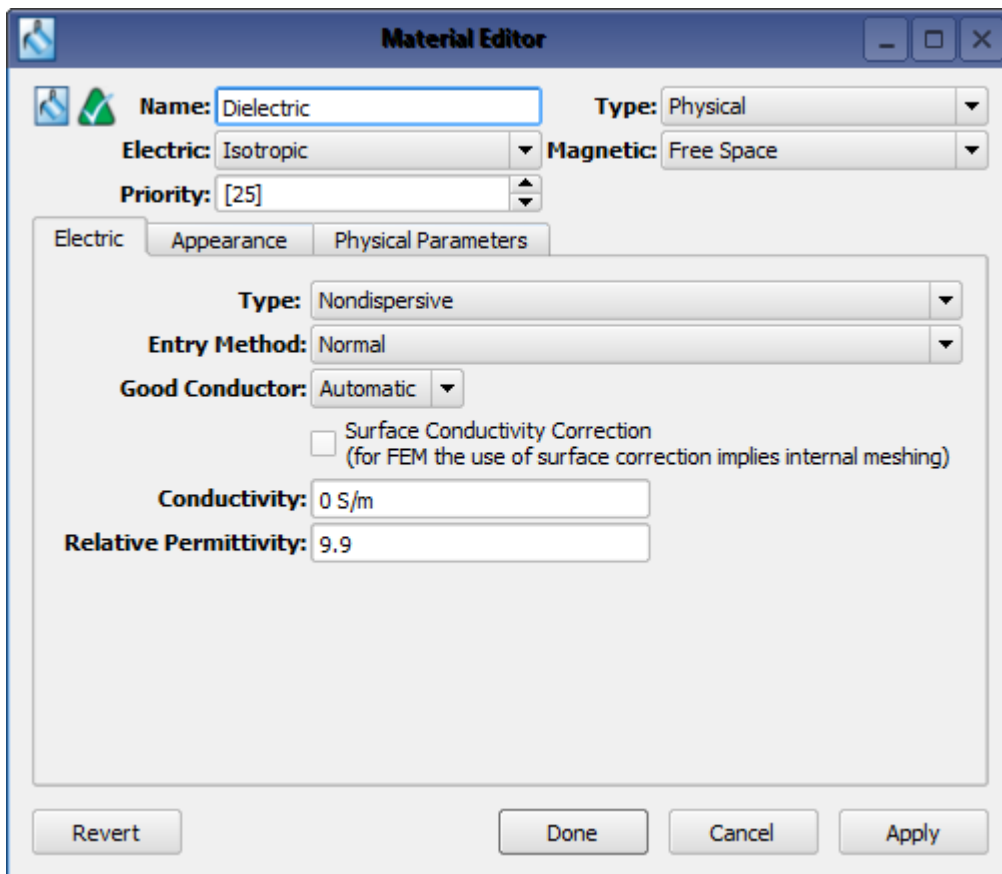 Material Editor
Name: Dielectric Type: Physical
Electric: Isotropic Magnetic: Free Space
Priority: [25]
Electric Appearance Physical Parameters
Type: Nondispersive
Entry Method: Normal
Good Conductor: Automatic
Surface Conductivity Correction
(for FEM the use of surface correction implies internal meshing)
Conductivity: 0 S/m
Relative Permittivity: 9.9
Revert Done Cancel Apply